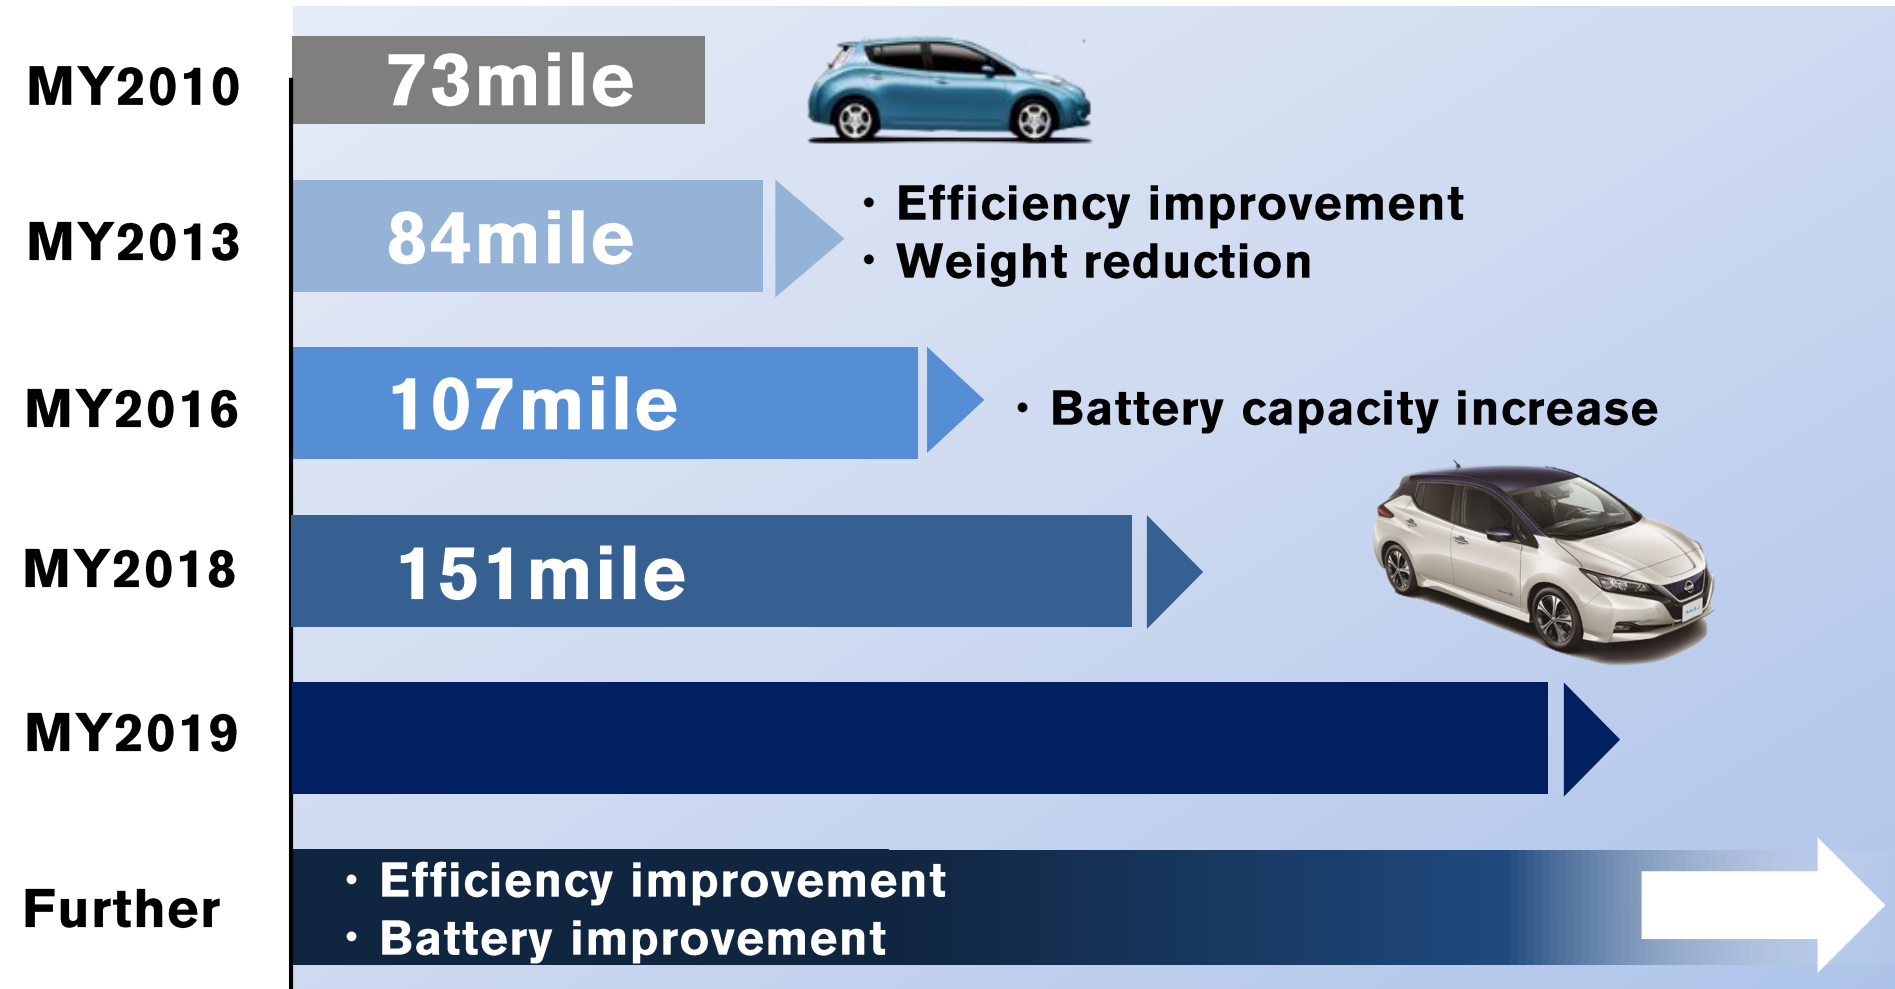 MY2010
73mile
MY2013
84mile
・ Efficiency improvement
・ Weight reduction
MY2016
107mile
・ Battery capacity increase
MY2018
151mile
MY2019
Further
・ Efficiency improvement
・ Battery improvement